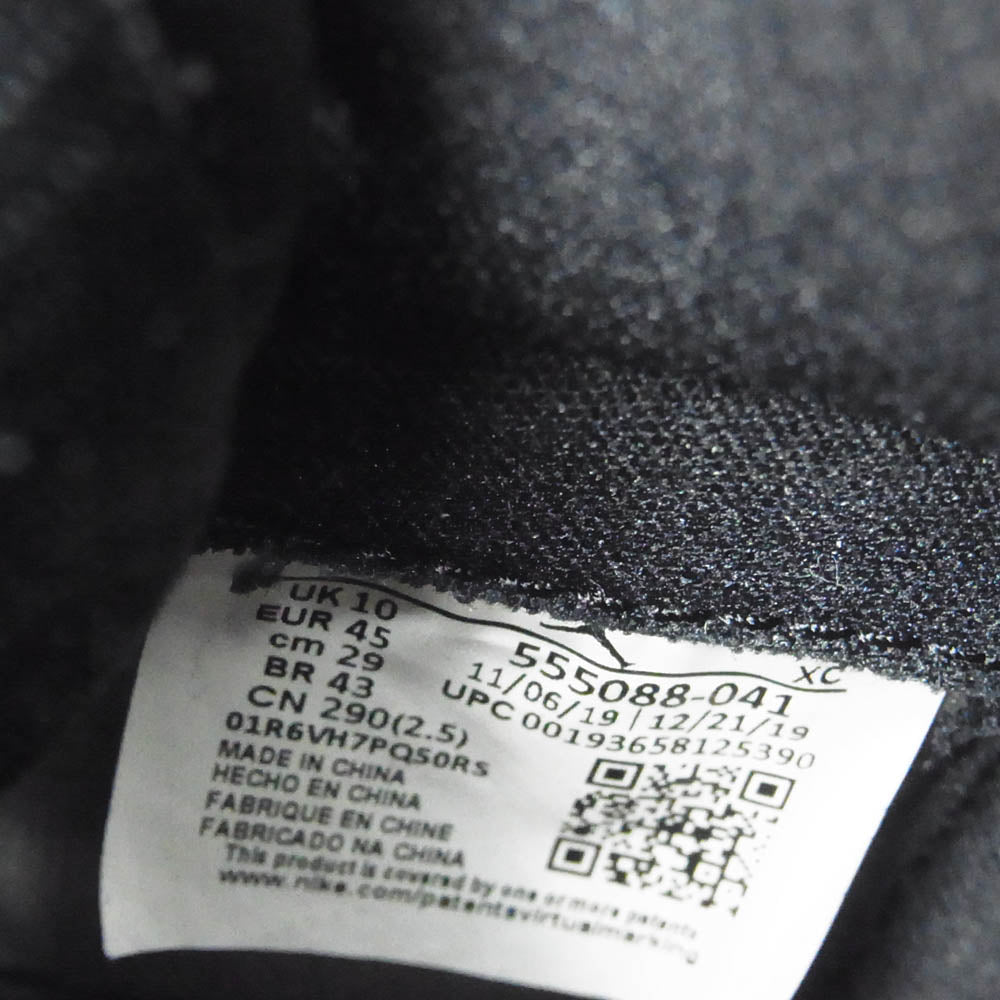 UK 10
EUR 45
cm 29
BR 43
CN 290(2.5)
01R6VH7PQ50RS
MADE IN CHINA
HECHO EN CHINA
FABRIQUE EN CHINE
FABRICADO NA CHINA
This product is covered by one or more patents
www.nike.com/patentsvirtualmarking
XC
555088-041
11/06/19 | 12/21/19
UPC 00193658125390